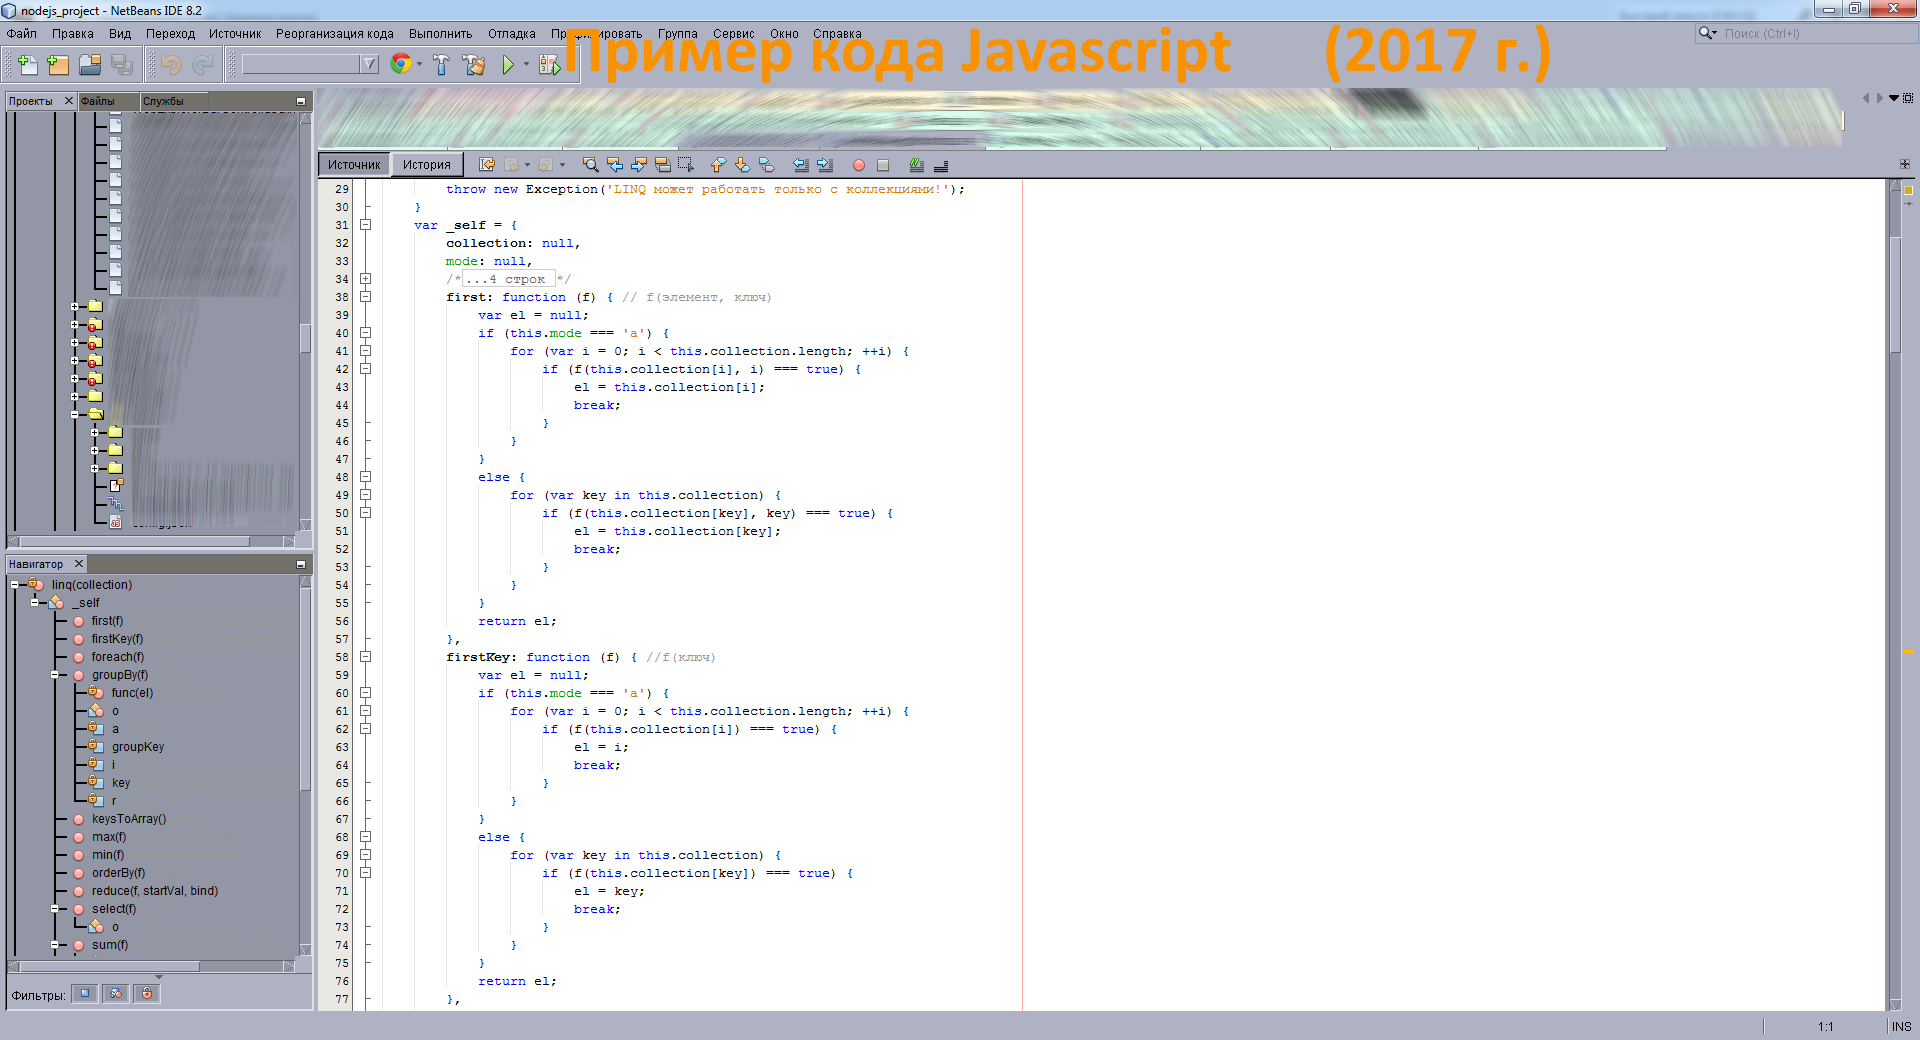 nodejs_project - NetBeans IDE 8.2
Файл Правка Вид Переход Источник Реорганизация кода Выполнить Отладка Профилировать Группа Сервис Окно Справка
Поиск (Ctrl+I)
Пример кода Javascript (2017 г.)
Проекты Файлы Службы
Источник История
29 throw new Exception('LINQ может работать только с коллекциями!');
30 }
31 var _self = {
32 collection: null,
33 mode: null,
34 /*...4 строк */
38 first: function (f) { // f(элемент, ключ)
39 var el = null;
40 if (this.mode === 'a') {
41 for (var i = 0; i < this.collection.length; ++i) {
42 if (f(this.collection[i], i) === true) {
43 el = this.collection[i];
44 break;
45 }
46 }
47 }
48 else {
49 for (var key in this.collection) {
50 if (f(this.collection[key], key) === true) {
51 el = this.collection[key];
52 break;
53 }
54 }
55 }
56 return el;
57 },
58 firstKey: function (f) { //f(ключ)
59 var el = null;
60 if (this.mode === 'a') {
61 for (var i = 0; i < this.collection.length; ++i) {
62 if (f(this.collection[i]) === true) {
63 el = i;
64 break;
65 }
66 }
67 }
68 else {
69 for (var key in this.collection) {
70 if (f(this.collection[key]) === true) {
71 el = key;
72 break;
73 }
74 }
75 }
76 return el;
77 },
Навигатор
linq(collection)
_self
first(f)
firstKey(f)
foreach(f)
groupBy(f)
func(el)
o
a
groupKey
i
key
r
keysToArray()
max(f)
min(f)
orderBy(f)
reduce(f, startVal, bind)
select(f)
o
sum(f)
Фильтры:
1:1 INS